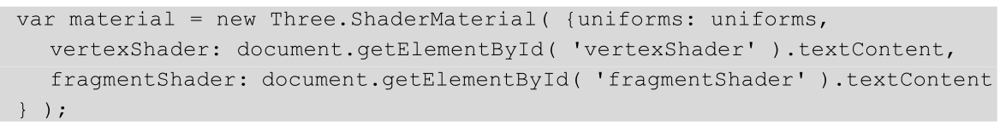 var material = new Three.ShaderMaterial( {uniforms: uniforms,
vertexShader: document.getElementById( 'vertexShader' ).textContent,
fragmentShader: document.getElementById( 'fragmentShader' ).textContent
} );